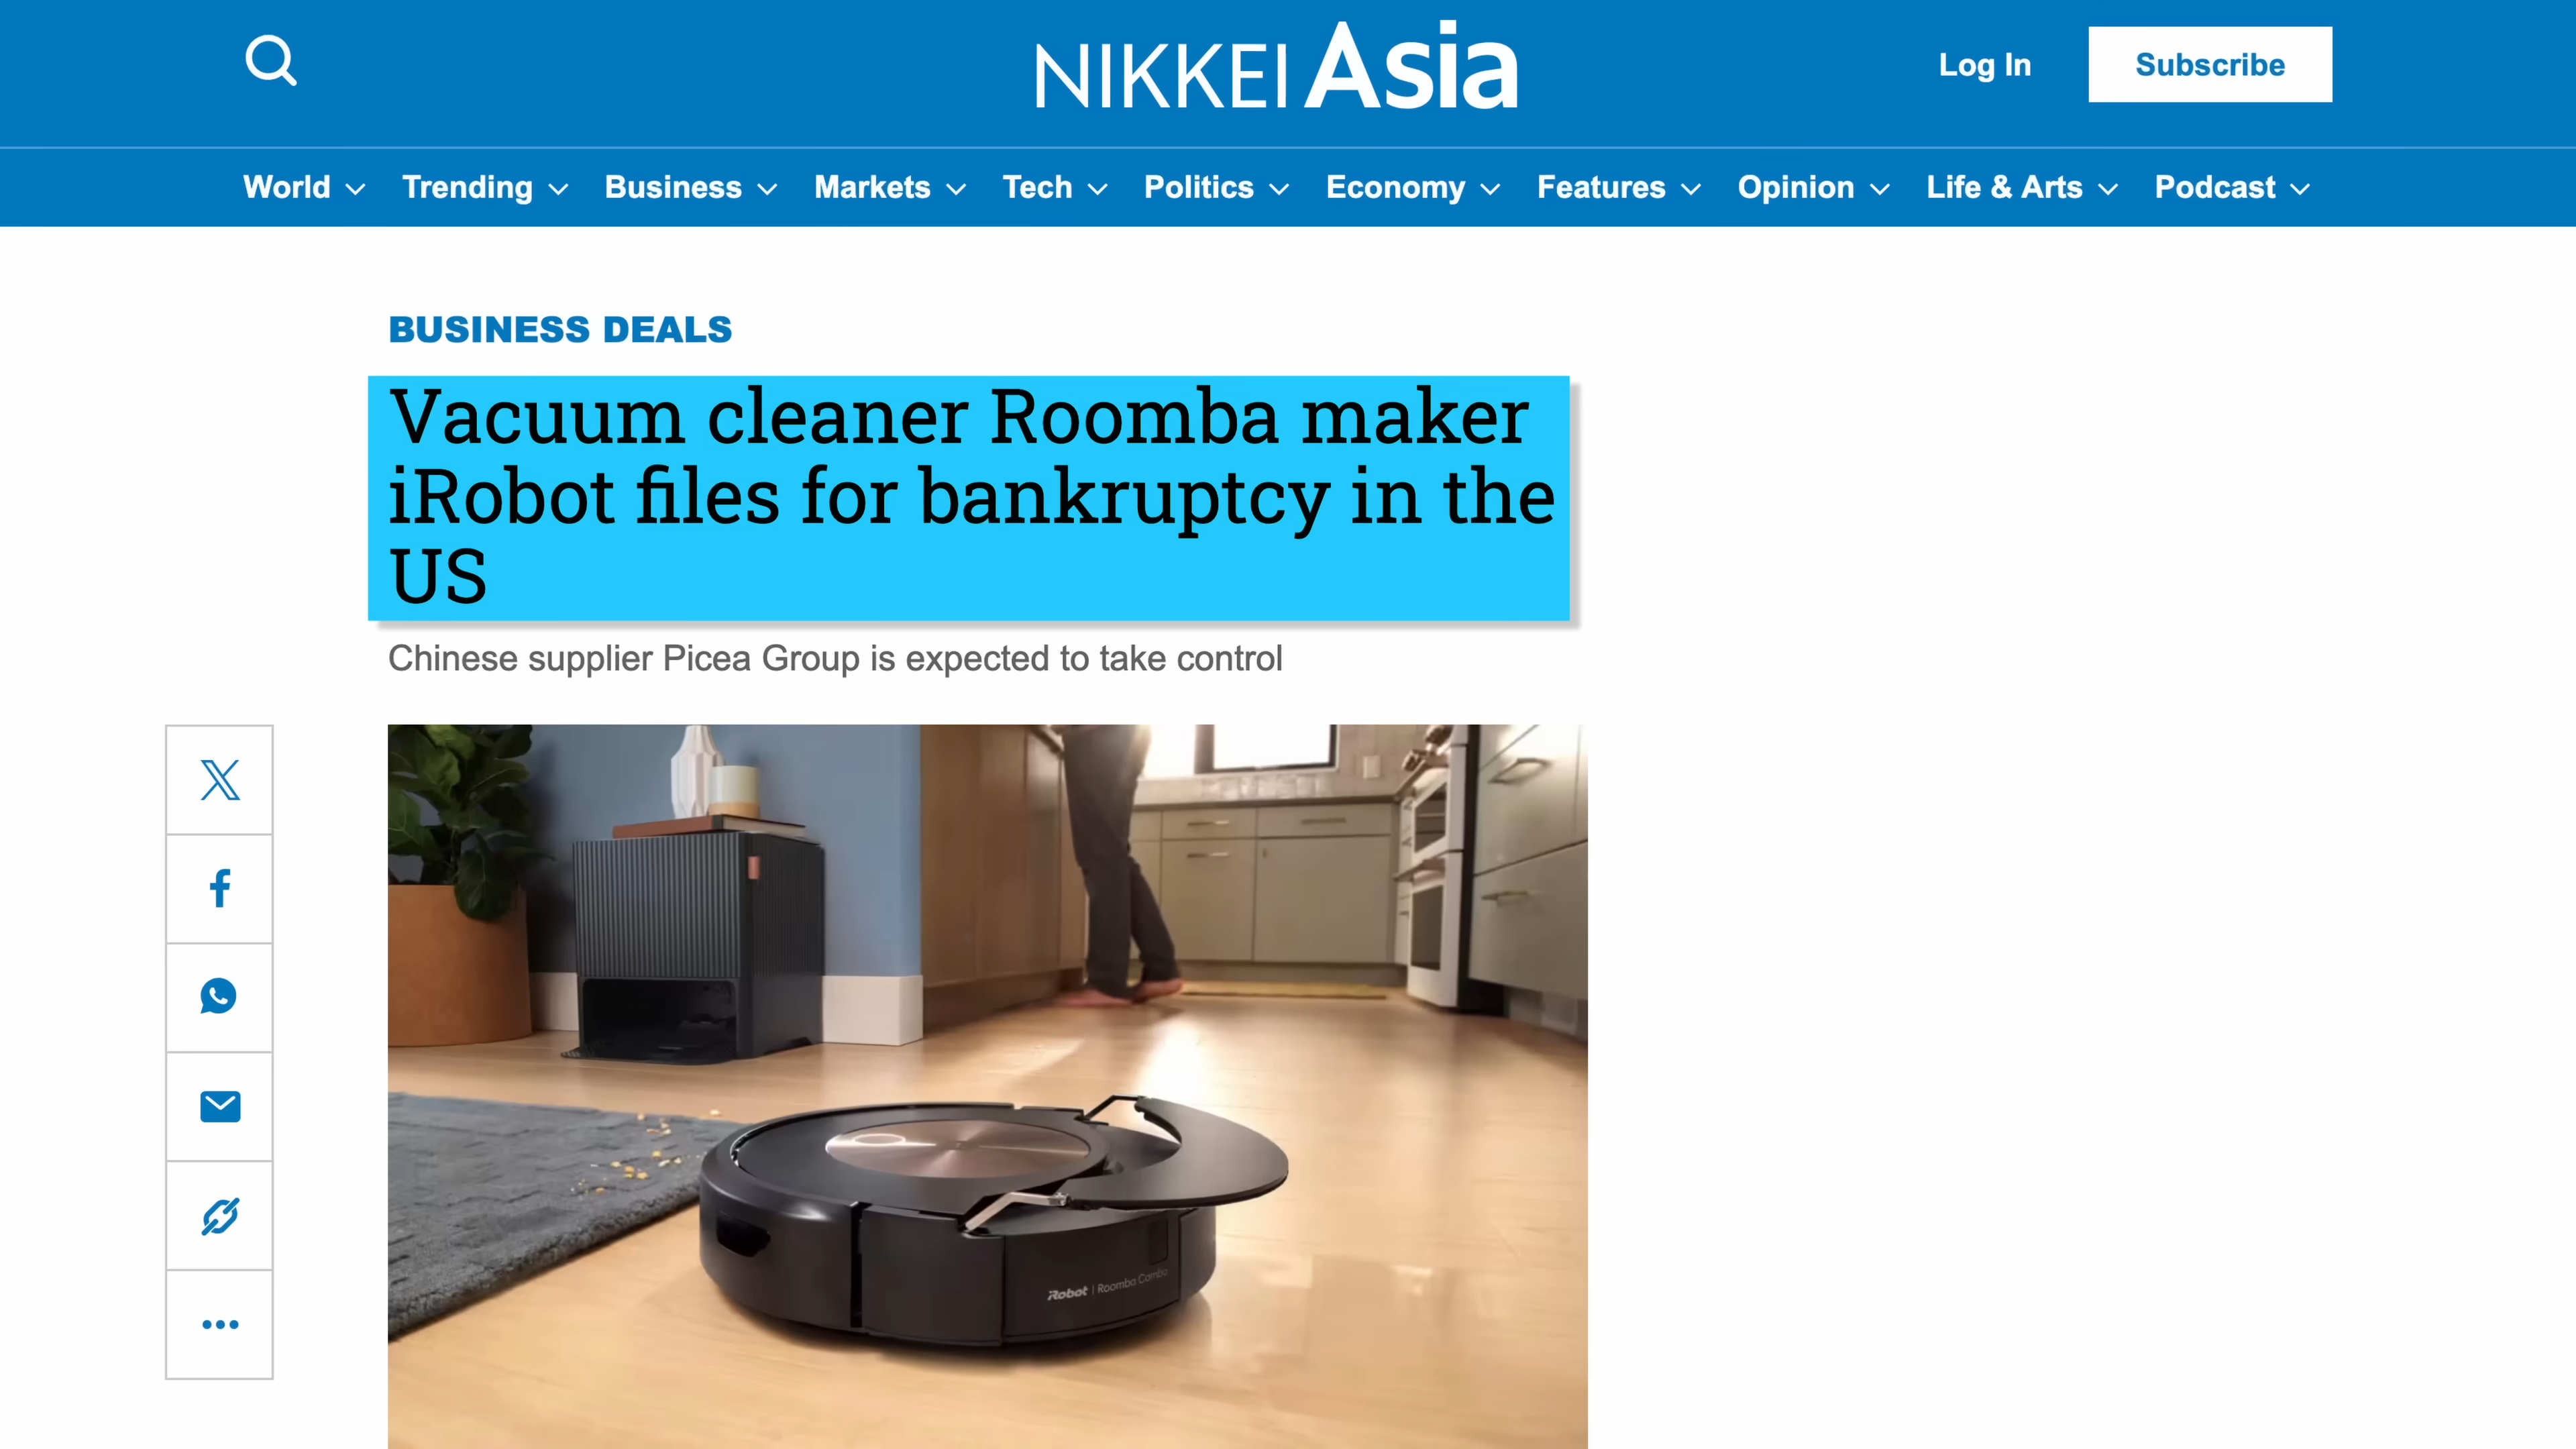 NIKKEI Asia
Log In
Subscribe
World
Trending
Business
Markets
Tech
Politics
Economy
Features
Opinion
Life & Arts
Podcast
BUSINESS DEALS
Vacuum cleaner Roomba maker
iRobot files for bankruptcy in the
US
Chinese supplier Picea Group is expected to take control
iRobot | Roomba Combo